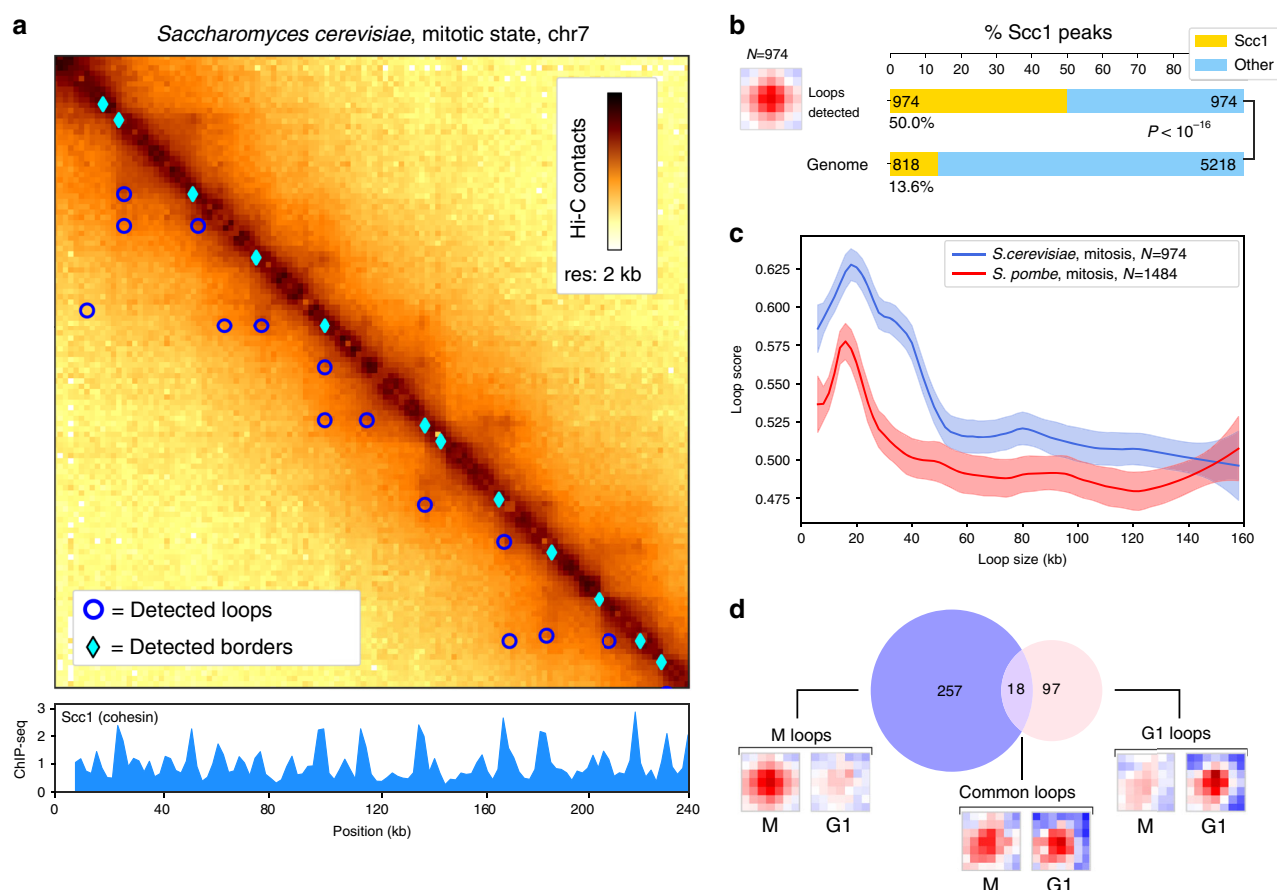 a
Saccharomyces cerevisiae, mitotic state, chr7
Hi-C contacts
res: 2 kb
= Detected loops
= Detected borders
Scc1 (cohesin)
ChIP-seq
3
2
1
0
0 40 80 120 160 200 240
Position (kb)
b
% Scc1 peaks
Scc1
Other
N=974
0 10 20 30 40 50 60 70 80
Loops
detected
974 974
50.0%
P < 10⁻¹⁶
Genome
818 5218
13.6%
c
S.cerevisiae, mitosis, N=974
S. pombe, mitosis, N=1484
Loop score
0.625
0.600
0.575
0.550
0.525
0.500
0.475
0 20 40 60 80 100 120 140 160
Loop size (kb)
d
257 18 97
M loops
M G1
Common loops
M G1
G1 loops
M G1